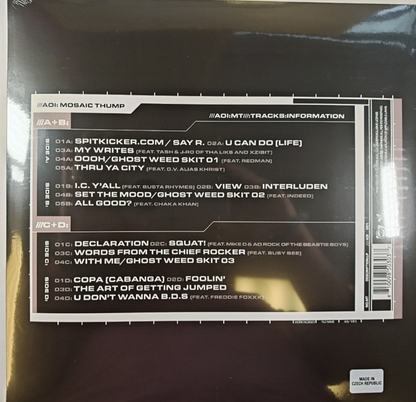 ///AOI: MOSAIC THUMP
///AOI:MT///TRACKS:INFORMATION
///A+B:
01A: SPITKICKER.COM / SAY R. 02A: U CAN DO (LIFE)
03A: MY WRITES (FEAT. TASH & J-RO OF THA LIKS AND XZIBIT)
04A: OOOH/GHOST WEED SKIT 01 (FEAT. REDMAN)
05A: THRU YA CITY (FEAT. D.V. ALIAS KHRIST)
01B: I.C. Y'ALL (FEAT. BUSTA RHYMES) 02B: VIEW 03B: INTERLUDEN
04B: SET THE MOOD/GHOST WEED SKIT 02 (FEAT. INDEED)
05B: ALL GOOD? (FEAT. CHAKA KHAN)
///C+D:
01C: DECLARATION 02C: SQUAT! (FEAT. MIKE D & AD ROCK OF THE BEASTIE BOYS)
03C: WORDS FROM THE CHIEF ROCKER (FEAT. BUSY BEE)
04C: WITH ME/GHOST WEED SKIT 03
01D: COPA (CABANGA) 02D: FOOLIN'
03D: THE ART OF GETTING JUMPED
04D: U DON'T WANNA B.D.S (FEAT. FREDDIE FOXXX)
MADE IN
CZECH REPUBLIC